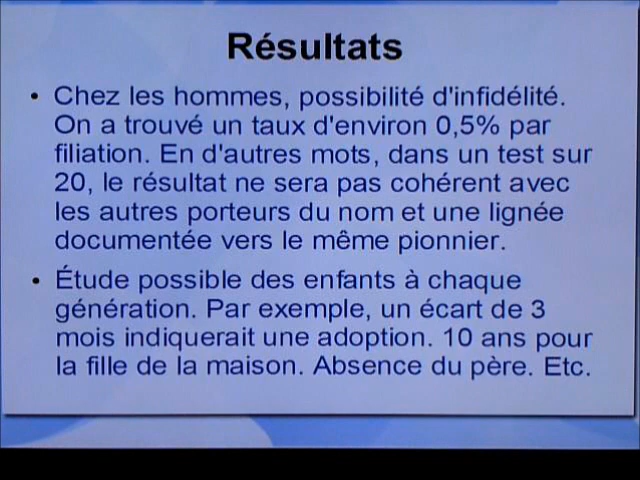 Résultats
• Chez les hommes, possibilité d'infidélité.
On a trouvé un taux d'environ 0,5% par
filiation. En d'autres mots, dans un test sur
20, le résultat ne sera pas cohérent avec
les autres porteurs du nom et une lignée
documentée vers le même pionnier.
• Étude possible des enfants à chaque
génération. Par exemple, un écart de 3
mois indiquerait une adoption. 10 ans pour
la fille de la maison. Absence du père. Etc.